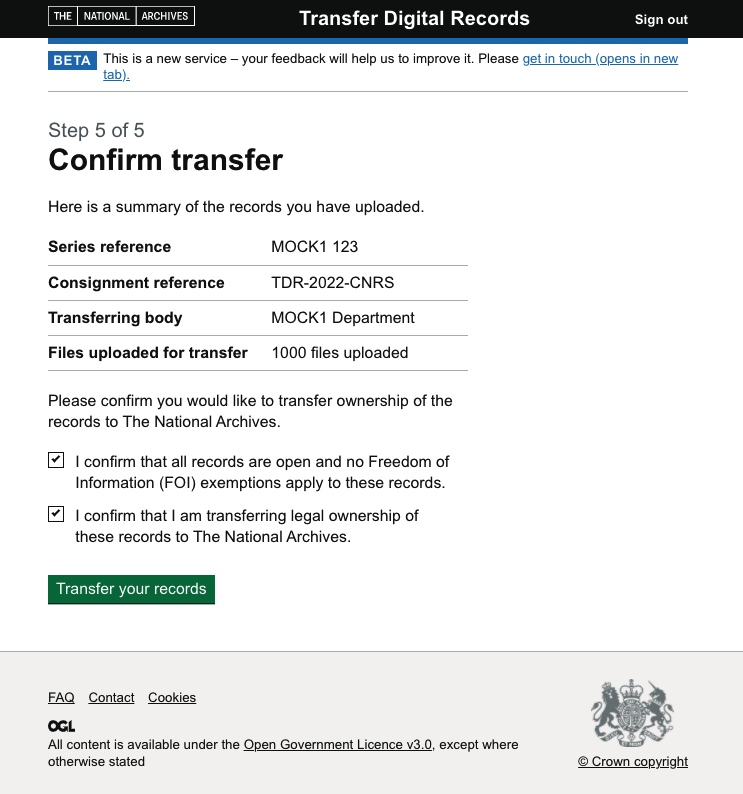 THE NATIONAL ARCHIVES
Transfer Digital Records
Sign out
BETA
This is a new service – your feedback will help us to improve it. Please get in touch (opens in new
tab).
Step 5 of 5
Confirm transfer
Here is a summary of the records you have uploaded.
Series reference MOCK1 123
Consignment reference TDR-2022-CNRS
Transferring body MOCK1 Department
Files uploaded for transfer 1000 files uploaded
Please confirm you would like to transfer ownership of the
records to The National Archives.
I confirm that all records are open and no Freedom of
Information (FOI) exemptions apply to these records.
I confirm that I am transferring legal ownership of
these records to The National Archives.
Transfer your records
FAQ Contact Cookies
OGL
All content is available under the Open Government Licence v3.0, except where
otherwise stated
© Crown copyright